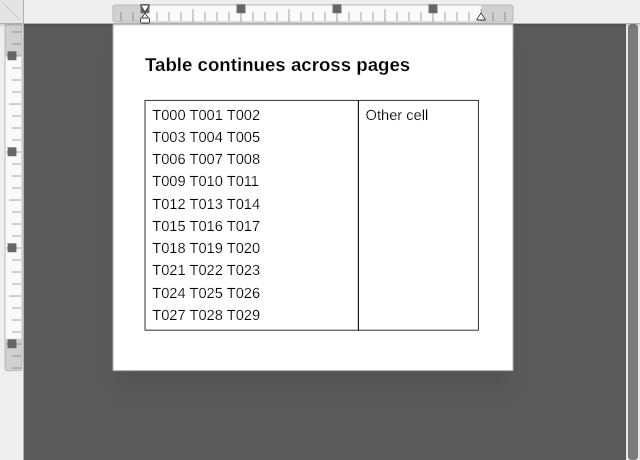 Table continues across pages
T000 T001 T002
T003 T004 T005
T006 T007 T008
T009 T010 T011
T012 T013 T014
T015 T016 T017
T018 T019 T020
T021 T022 T023
T024 T025 T026
T027 T028 T029
Other cell